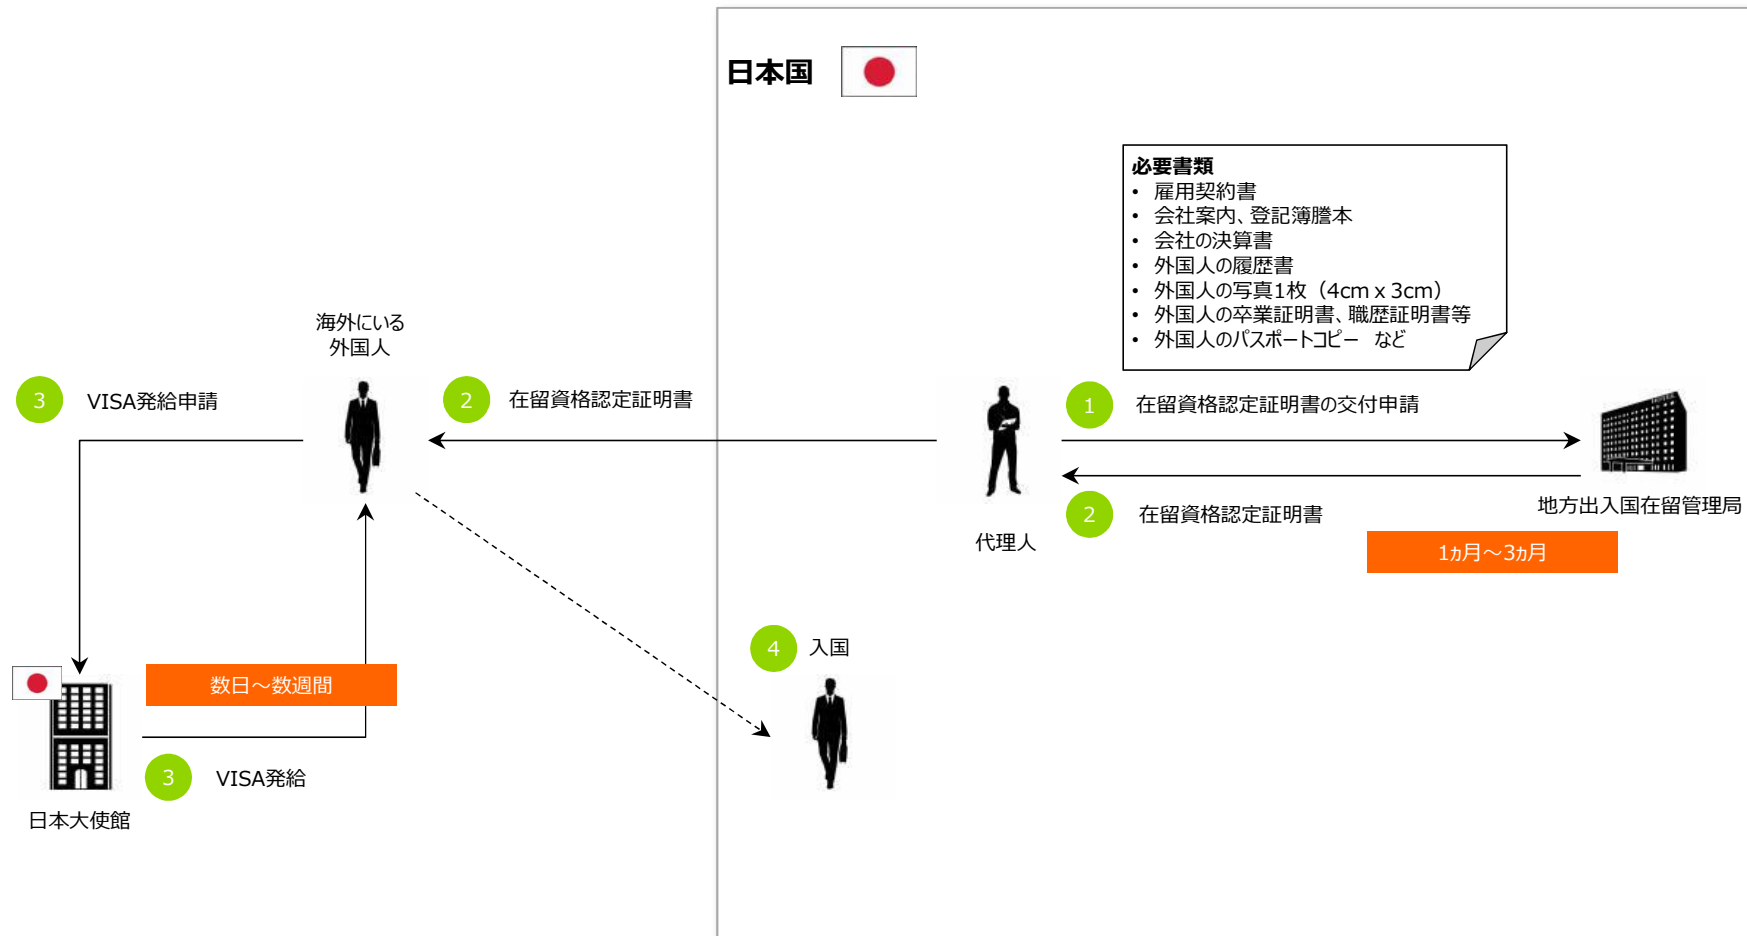 日本国
必要書類
• 雇用契約書
• 会社案内、登記簿謄本
• 会社の決算書
• 外国人の履歴書
• 外国人の写真1枚（4cm x 3cm）
• 外国人の卒業証明書、職歴証明書等
• 外国人のパスポートコピー　など
海外にいる
外国人
3 VISA発給申請
2 在留資格認定証明書
1 在留資格認定証明書の交付申請
2 在留資格認定証明書
地方出入国在留管理局
代理人
1ヵ月～3ヵ月
4 入国
数日～数週間
3 VISA発給
日本大使館